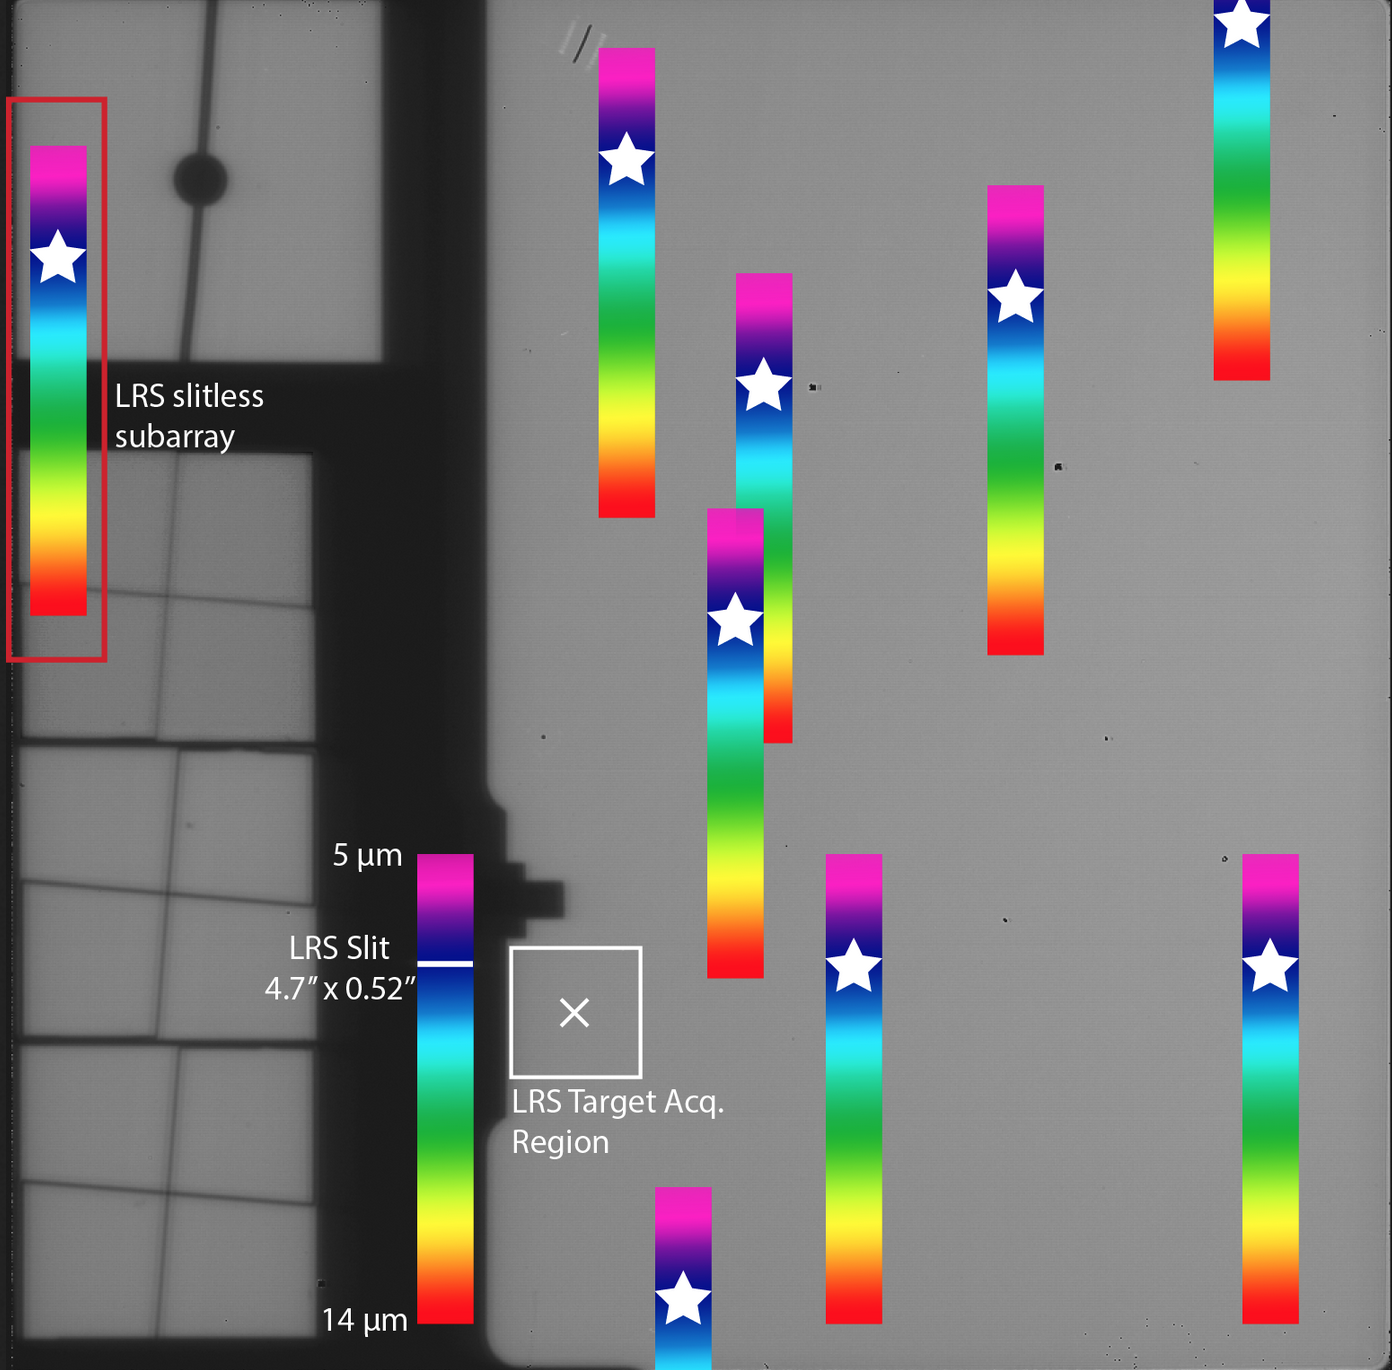 LRS slitless
subarray
5 µm
LRS Slit
4.7” x 0.52”
LRS Target Acq.
Region
14 µm